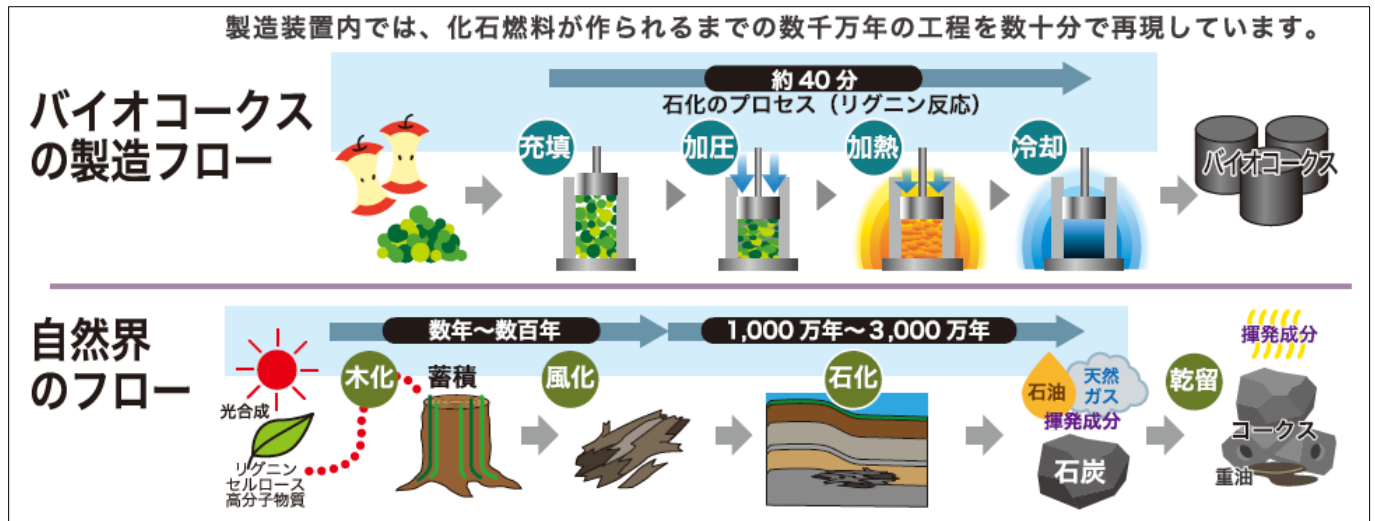 製造装置内では、化石燃料が作られるまでの数千万年の工程を数十分で再現しています。
バイオコークス
の製造フロー
約40分
石化のプロセス（リグニン反応）
充填
加圧
加熱
冷却
バイオコークス
自然界
のフロー
数年〜数百年
1,000万年〜3,000万年
光合成
リグニン
セルロース
高分子物質
木化
蓄積
風化
石化
石油
天然
ガス
揮発成分
石炭
乾留
揮発成分
コークス
重油